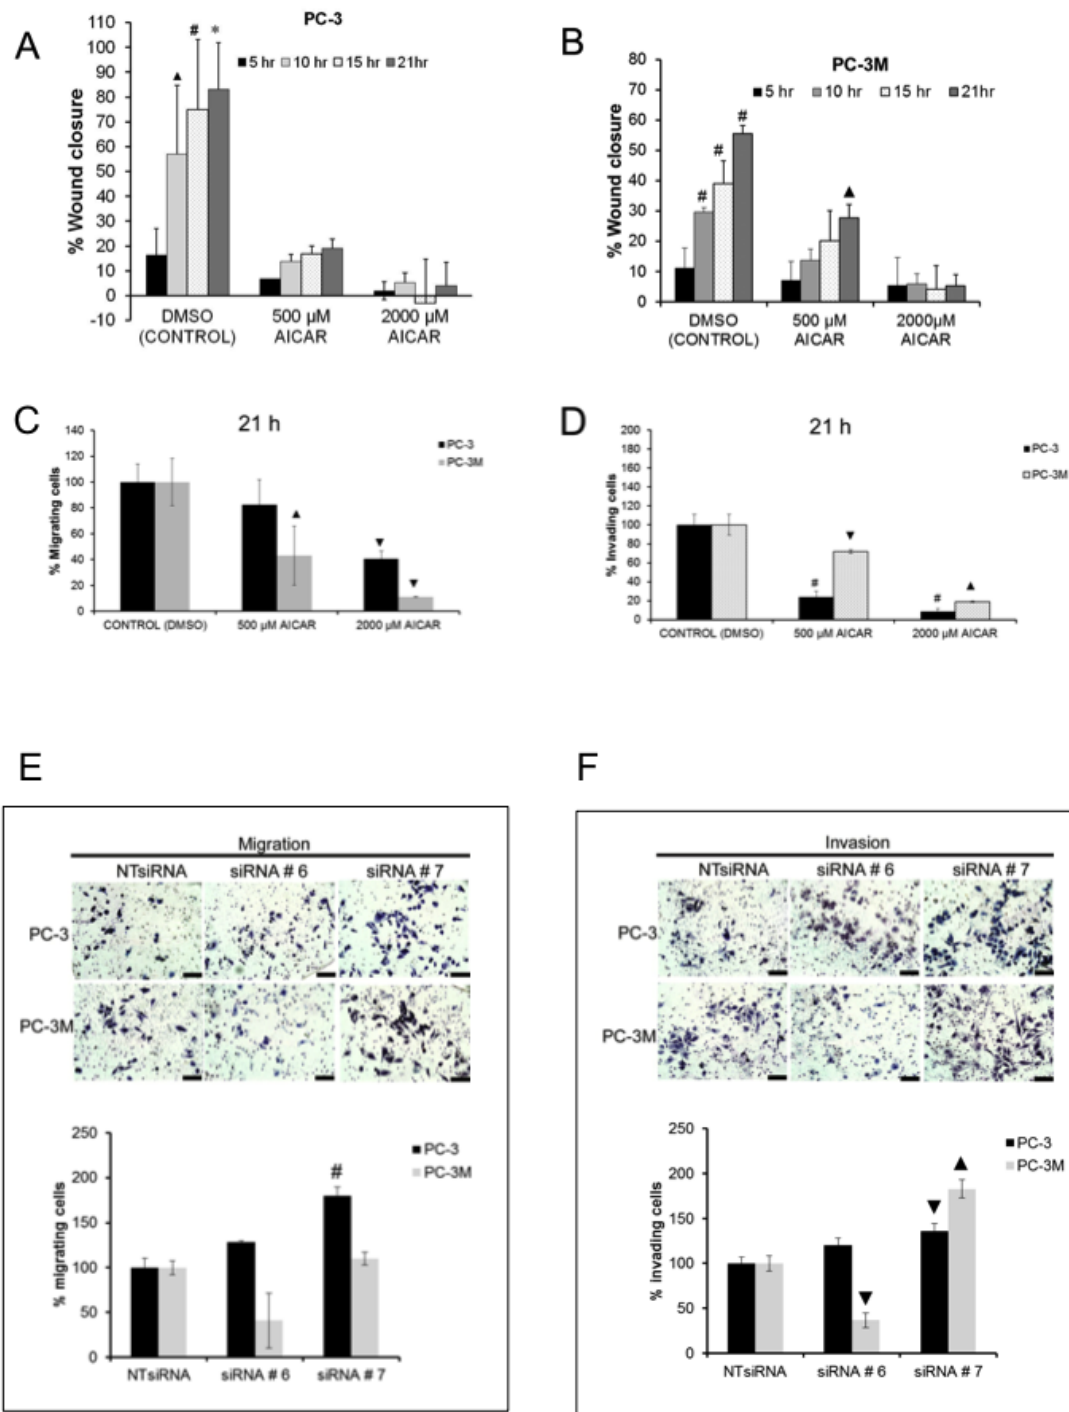 A
PC-3
■ 5 hr ■ 10 hr □ 15 hr ■ 21hr
% Wound closure
110
100
90
80
70
60
50
40
30
20
10
0
-10
▲ # *
DMSO
(CONTROL)
500 µM
AICAR
2000 µM
AICAR
B
PC-3M
■ 5 hr ■ 10 hr □ 15 hr ■ 21hr
% Wound closure
80
70
60
50
40
30
20
10
0
# # # ▲
DMSO
(CONTROL)
500 µM
AICAR
2000µM
AICAR
C
21 h
PC-3
PC-3M
% Migrating cells
140
120
100
80
60
40
20
0
▲ ▼ ▼
CONTROL (DMSO)
500 µM AICAR
2000 µM AICAR
D
21 h
PC-3
PC-3M
% Invading cells
200
180
160
140
120
100
80
60
40
20
0
# ▼ # ▲
CONTROL (DMSO)
500 µM AICAR
2000 µM AICAR
E
Migration
NTsiRNA siRNA # 6 siRNA # 7
PC-3
PC-3M
% migrating cells
250
200
150
100
50
0
#
PC-3
PC-3M
NTsiRNA siRNA # 6 siRNA # 7
F
Invasion
NTsiRNA siRNA # 6 siRNA # 7
PC-3
PC-3M
% invading cells
250
200
150
100
50
0
▼ ▼ ▲
PC-3
PC-3M
NTsiRNA siRNA # 6 siRNA # 7